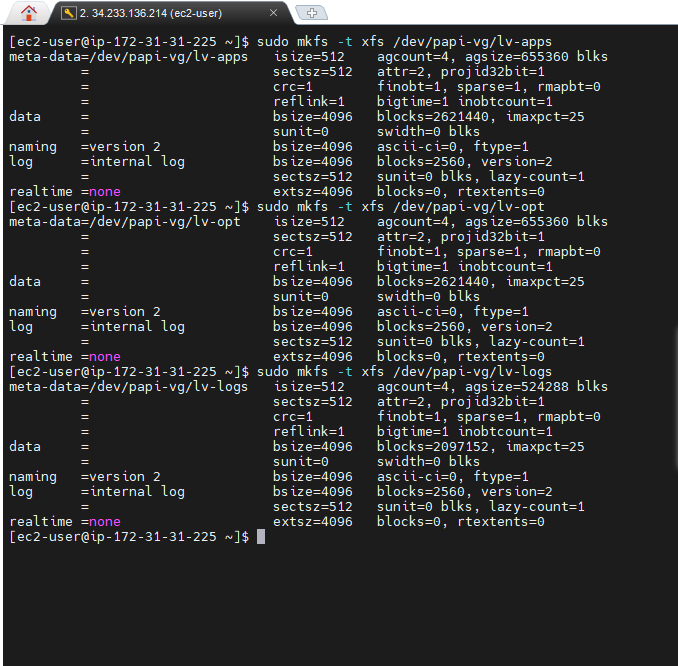 2. 34.233.136.214 (ec2-user)
[ec2-user@ip-172-31-31-225 ~]$ sudo mkfs -t xfs /dev/papi-vg/lv-apps
meta-data=/dev/papi-vg/lv-apps   isize=512    agcount=4, agsize=655360 blks
         =                       sectsz=512   attr=2, projid32bit=1
         =                       crc=1        finobt=1, sparse=1, rmapbt=0
         =                       reflink=1    bigtime=1 inobtcount=1
data     =                       bsize=4096   blocks=2621440, imaxpct=25
         =                       sunit=0      swidth=0 blks
naming   =version 2              bsize=4096   ascii-ci=0, ftype=1
log      =internal log           bsize=4096   blocks=2560, version=2
         =                       sectsz=512   sunit=0 blks, lazy-count=1
realtime =none                   extsz=4096   blocks=0, rtextents=0
[ec2-user@ip-172-31-31-225 ~]$ sudo mkfs -t xfs /dev/papi-vg/lv-opt
meta-data=/dev/papi-vg/lv-opt    isize=512    agcount=4, agsize=655360 blks
         =                       sectsz=512   attr=2, projid32bit=1
         =                       crc=1        finobt=1, sparse=1, rmapbt=0
         =                       reflink=1    bigtime=1 inobtcount=1
data     =                       bsize=4096   blocks=2621440, imaxpct=25
         =                       sunit=0      swidth=0 blks
naming   =version 2              bsize=4096   ascii-ci=0, ftype=1
log      =internal log           bsize=4096   blocks=2560, version=2
         =                       sectsz=512   sunit=0 blks, lazy-count=1
realtime =none                   extsz=4096   blocks=0, rtextents=0
[ec2-user@ip-172-31-31-225 ~]$ sudo mkfs -t xfs /dev/papi-vg/lv-logs
meta-data=/dev/papi-vg/lv-logs   isize=512    agcount=4, agsize=524288 blks
         =                       sectsz=512   attr=2, projid32bit=1
         =                       crc=1        finobt=1, sparse=1, rmapbt=0
         =                       reflink=1    bigtime=1 inobtcount=1
data     =                       bsize=4096   blocks=2097152, imaxpct=25
         =                       sunit=0      swidth=0 blks
naming   =version 2              bsize=4096   ascii-ci=0, ftype=1
log      =internal log           bsize=4096   blocks=2560, version=2
         =                       sectsz=512   sunit=0 blks, lazy-count=1
realtime =none                   extsz=4096   blocks=0, rtextents=0
[ec2-user@ip-172-31-31-225 ~]$